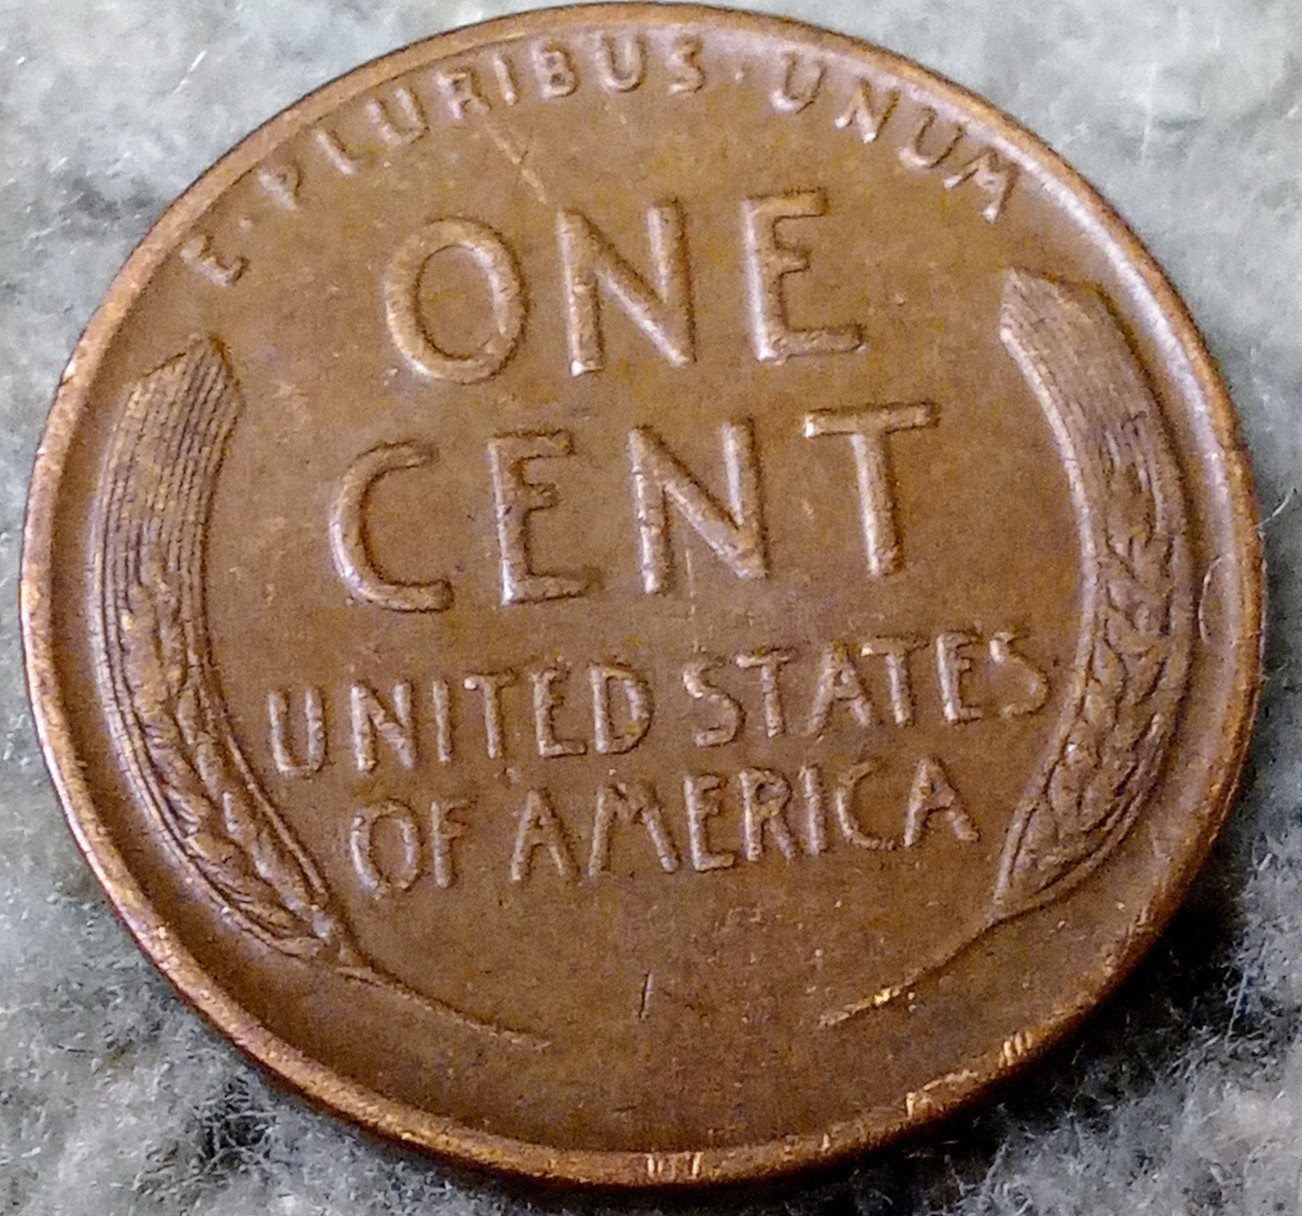 E·PLURIBUS·UNUM
ONE
CENT
UNITED STATES
OF AMERICA